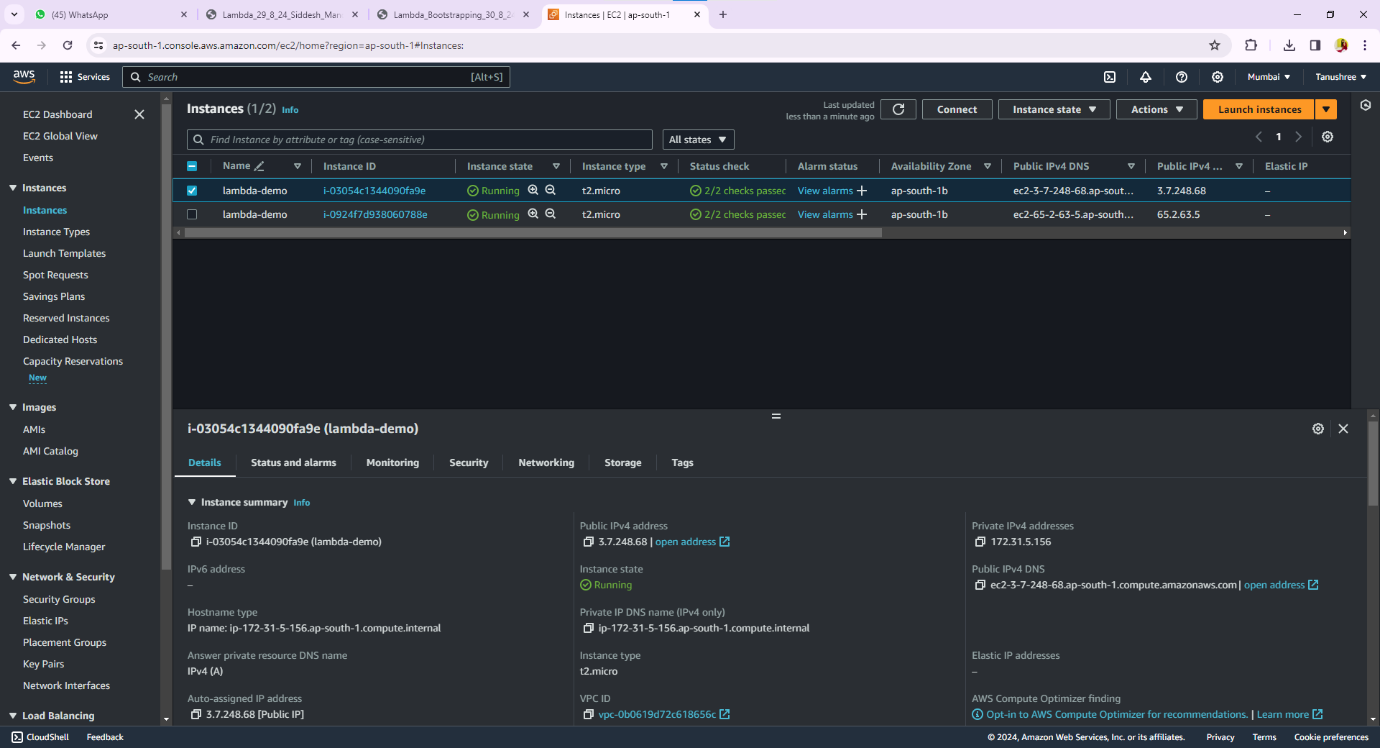 (45) WhatsApp
Lambda_29_8_24_Siddesh_Man
Lambda_Bootstrapping_30_8_2
Instances | EC2 | ap-south-1
ap-south-1.console.aws.amazon.com/ec2/home?region=ap-south-1#Instances:
aws
Services
Search
[Alt+S]
Mumbai
Tanushree
EC2 Dashboard
EC2 Global View
Events
Instances
Instances
Instance Types
Launch Templates
Spot Requests
Savings Plans
Reserved Instances
Dedicated Hosts
Capacity Reservations
New
Images
AMIs
AMI Catalog
Elastic Block Store
Volumes
Snapshots
Lifecycle Manager
Network & Security
Security Groups
Elastic IPs
Placement Groups
Key Pairs
Network Interfaces
Load Balancing
Instances (1/2) Info
Last updated
less than a minute ago
Connect
Instance state
Actions
Launch instances
Find Instance by attribute or tag (case-sensitive)
All states
1
Name Instance ID Instance state Instance type Status check Alarm status Availability Zone Public IPv4 DNS Public IPv4 ... Elastic IP
lambda-demo i-03054c1344090fa9e Running t2.micro 2/2 checks passec View alarms + ap-south-1b ec2-3-7-248-68.ap-sout... 3.7.248.68 –
lambda-demo i-0924f7d938060788e Running t2.micro 2/2 checks passec View alarms + ap-south-1b ec2-65-2-63-5.ap-south... 65.2.63.5 –
i-03054c1344090fa9e (lambda-demo)
Details Status and alarms Monitoring Security Networking Storage Tags
Instance summary Info
Instance ID
i-03054c1344090fa9e (lambda-demo)
Public IPv4 address
3.7.248.68 | open address
Private IPv4 addresses
172.31.5.156
IPv6 address
–
Instance state
Running
Public IPv4 DNS
ec2-3-7-248-68.ap-south-1.compute.amazonaws.com | open address
Hostname type
IP name: ip-172-31-5-156.ap-south-1.compute.internal
Private IP DNS name (IPv4 only)
ip-172-31-5-156.ap-south-1.compute.internal
Answer private resource DNS name
IPv4 (A)
Instance type
t2.micro
Elastic IP addresses
–
Auto-assigned IP address
3.7.248.68 [Public IP]
VPC ID
vpc-0b0619d72c618656c
AWS Compute Optimizer finding
Opt-in to AWS Compute Optimizer for recommendations. | Learn more
CloudShell
Feedback
© 2024, Amazon Web Services, Inc. or its affiliates.
Privacy
Terms
Cookie preferences